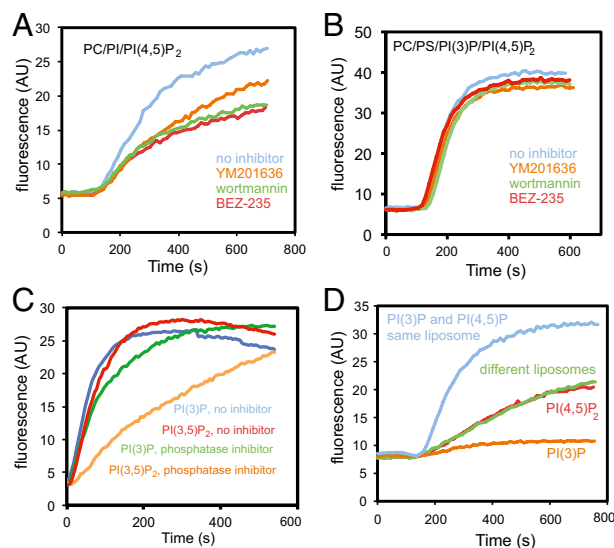 A
PC/PI/PI(4,5)P2
fluorescence (AU)
30
25
20
15
10
5
0
no inhibitor
YM201636
wortmannin
BEZ-235
0 200 400 600 800
Time (s)
B
PC/PS/PI(3)P/PI(4,5)P2
fluorescence (AU)
50
40
30
20
10
0
no inhibitor
YM201636
wortmannin
BEZ-235
0 200 400 600 800
Time (s)
C
fluorescence (AU)
30
25
20
15
10
5
0
PI(3)P, no inhibitor
PI(3,5)P2, no inhibitor
PI(3)P, phosphatase inhibitor
PI(3,5)P2, phosphatase inhibitor
0 200 400 600
Time (s)
D
fluorescence (AU)
35
30
25
20
15
10
5
0
PI(3)P and PI(4,5)P
same liposome
different liposomes
PI(4,5)P2
PI(3)P
0 200 400 600 800
Time (s)